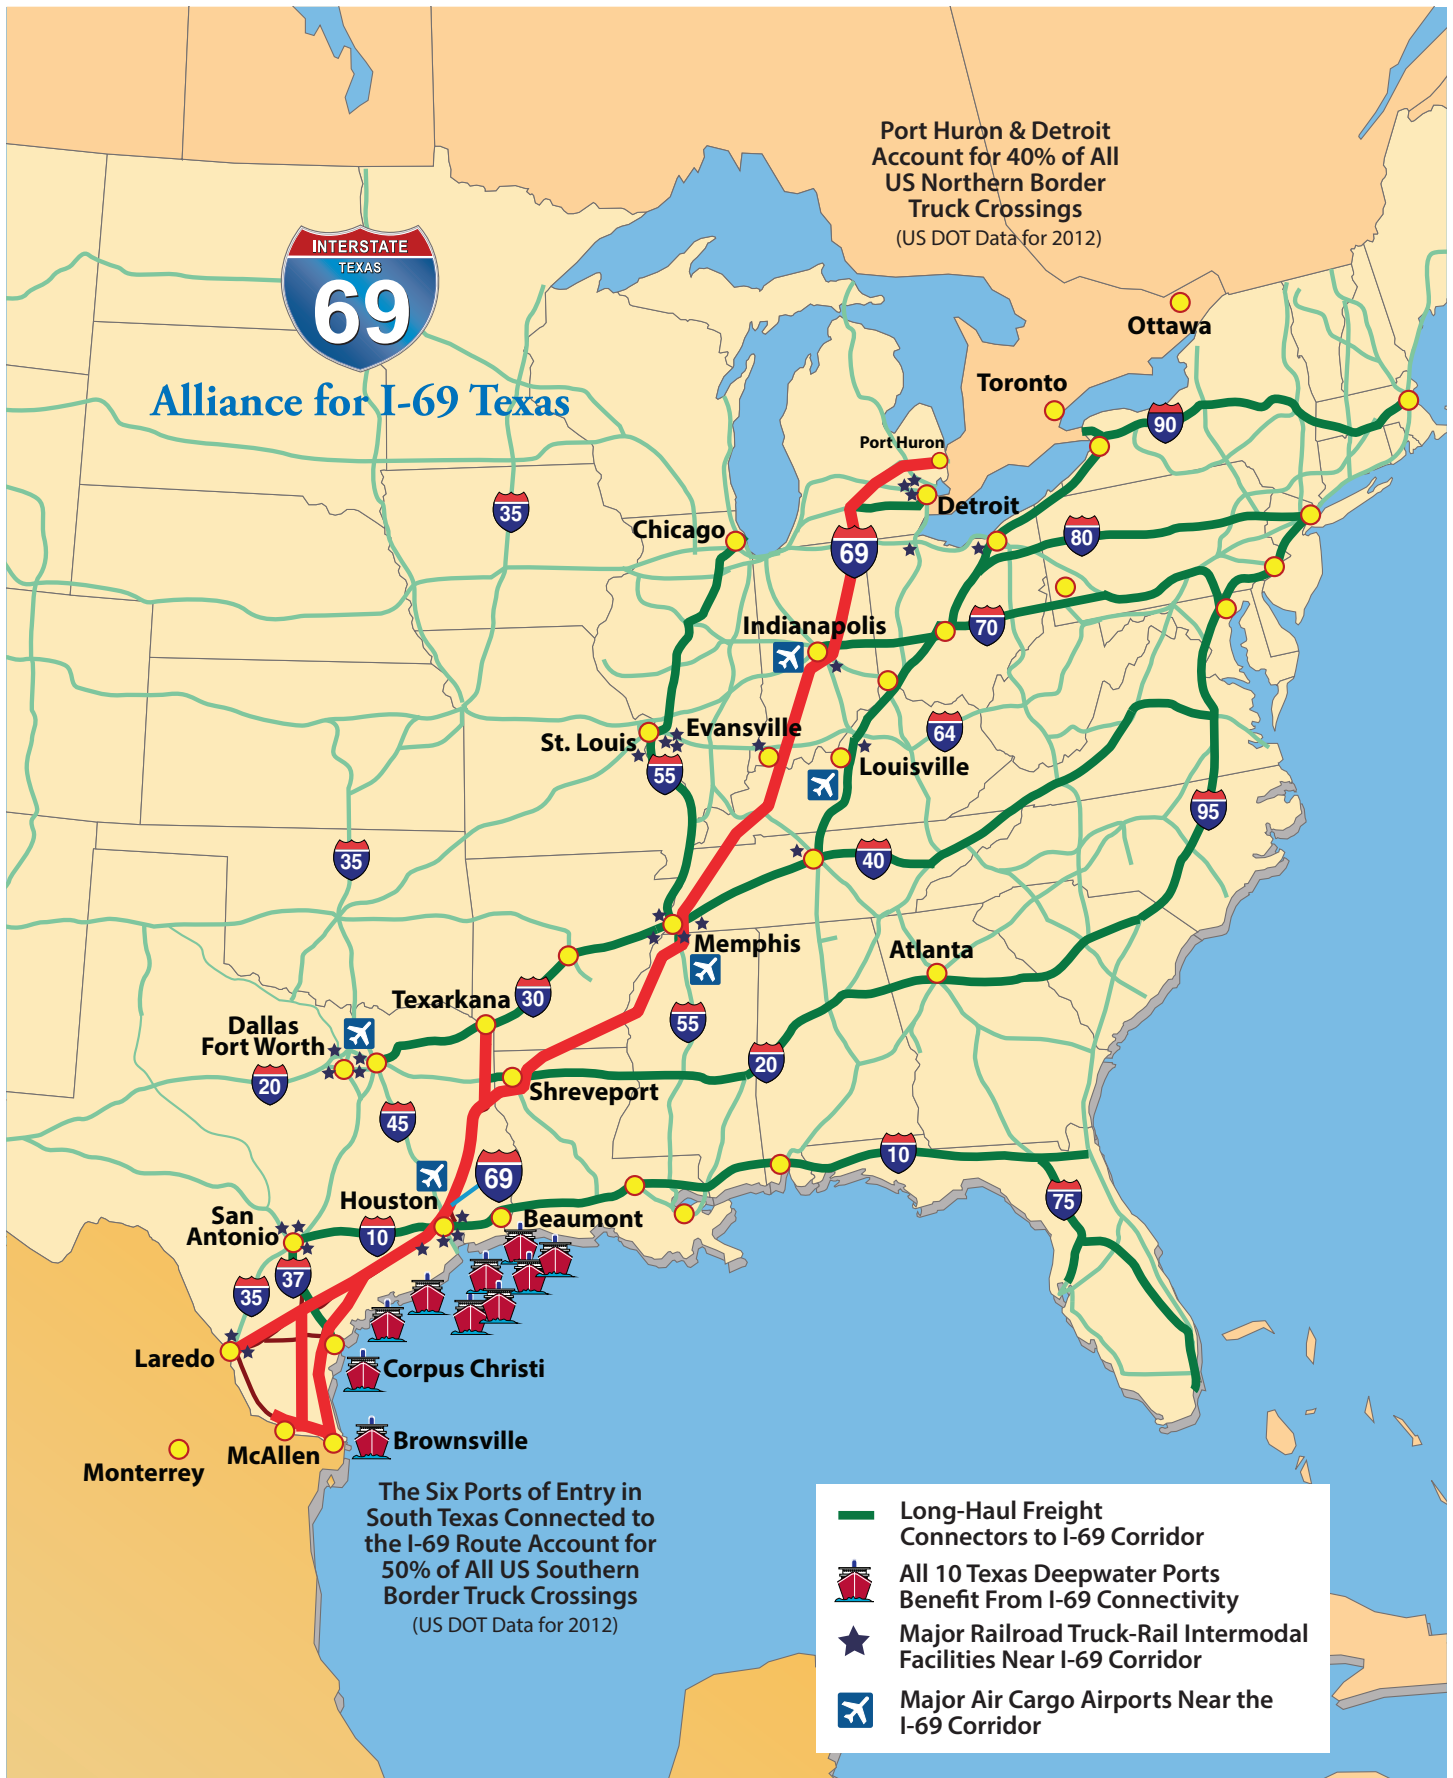 Port Huron & Detroit
Account for 40% of All
US Northern Border
Truck Crossings
(US DOT Data for 2012)
INTERSTATE
TEXAS
69
Alliance for I-69 Texas
Ottawa
Toronto
90
Port Huron
Detroit
35
Chicago
69
80
Indianapolis
70
Evansville
St. Louis
64
55
Louisville
95
35
40
Memphis
Atlanta
Texarkana
30
55
Dallas
Fort Worth
20
20
Shreveport
45
10
69
75
Houston
San
Antonio
10
Beaumont
37
35
Laredo
Corpus Christi
Brownsville
McAllen
Monterrey
The Six Ports of Entry in
South Texas Connected to
the I-69 Route Account for
50% of All US Southern
Border Truck Crossings
(US DOT Data for 2012)
Long-Haul Freight
Connectors to I-69 Corridor
All 10 Texas Deepwater Ports
Benefit From I-69 Connectivity
Major Railroad Truck-Rail Intermodal
Facilities Near I-69 Corridor
Major Air Cargo Airports Near the
I-69 Corridor